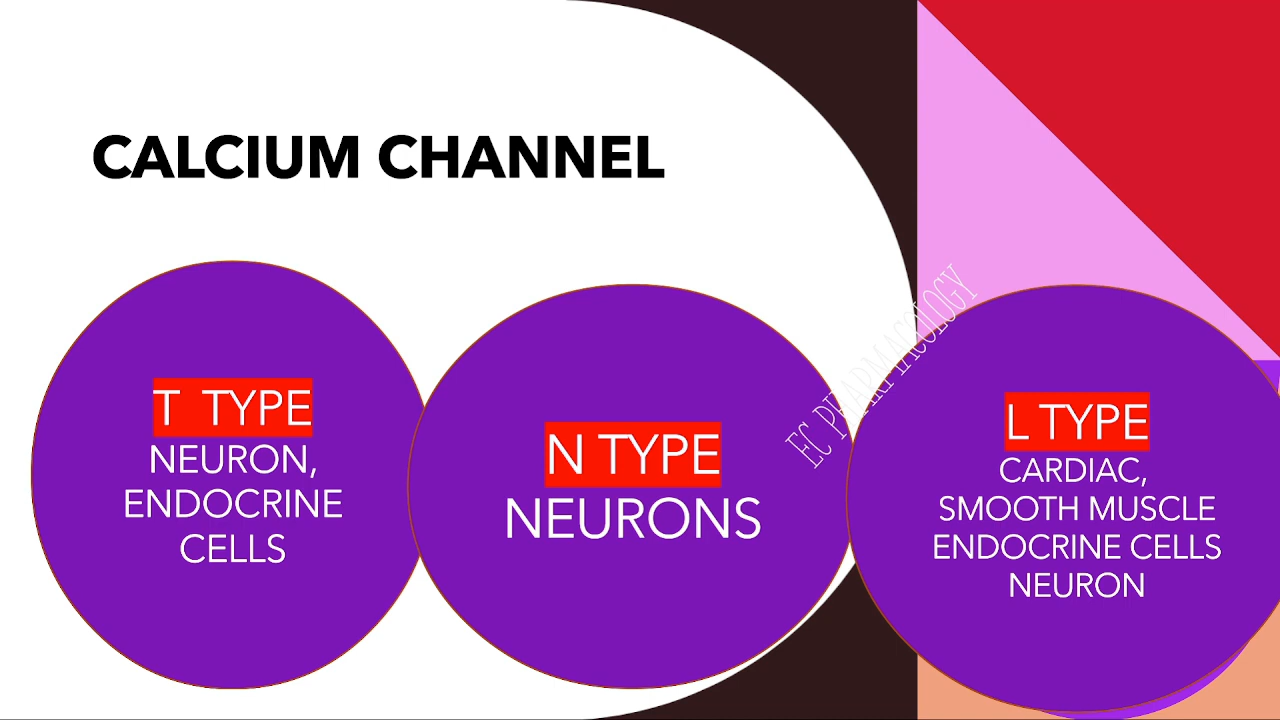 CALCIUM CHANNEL
T TYPE
NEURON,
ENDOCRINE
CELLS
N TYPE
NEURONS
EC PHARMACOLOGY
L TYPE
CARDIAC,
SMOOTH MUSCLE
ENDOCRINE CELLS
NEURON